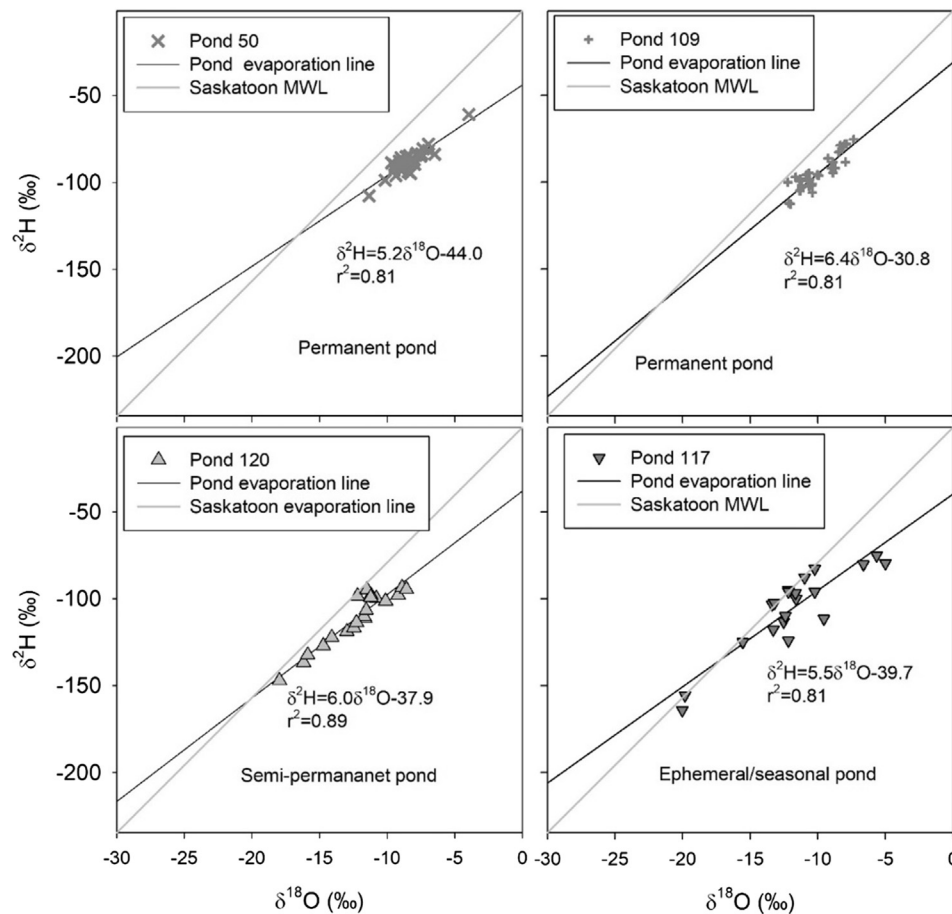 Pond 50
Pond  evaporation line
Saskatoon MWL
-50
-100
-150
-200
δ²H (‰)
δ²H=5.2δ¹⁸O-44.0
r²=0.81
Permanent pond
Pond 109
Pond evaporation line
Saskatoon MWL
δ²H=6.4δ¹⁸O-30.8
r²=0.81
Permanent pond
Pond 120
Pond evaporation line
Saskatoon evaporation line
-50
-100
-150
-200
δ²H (‰)
δ²H=6.0δ¹⁸O-37.9
r²=0.89
Semi-permananet pond
-30 -25 -20 -15 -10 -5 0
δ¹⁸O (‰)
Pond 117
Pond evaporation line
Saskatoon MWL
δ²H=5.5δ¹⁸O-39.7
r²=0.81
Ephemeral/seasonal pond
-30 -25 -20 -15 -10 -5 0
δ¹⁸O (‰)